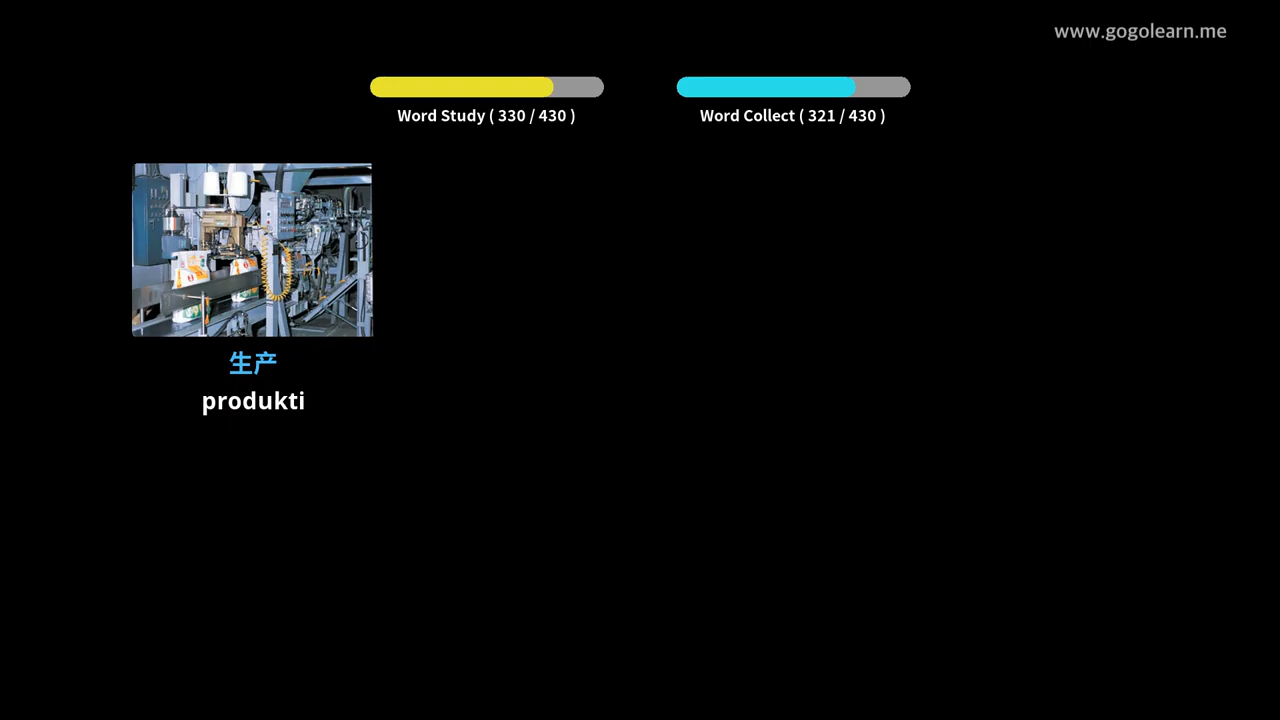 www.gogolearn.me
Word Study ( 330 / 430 )
Word Collect ( 321 / 430 )
生产
produkti